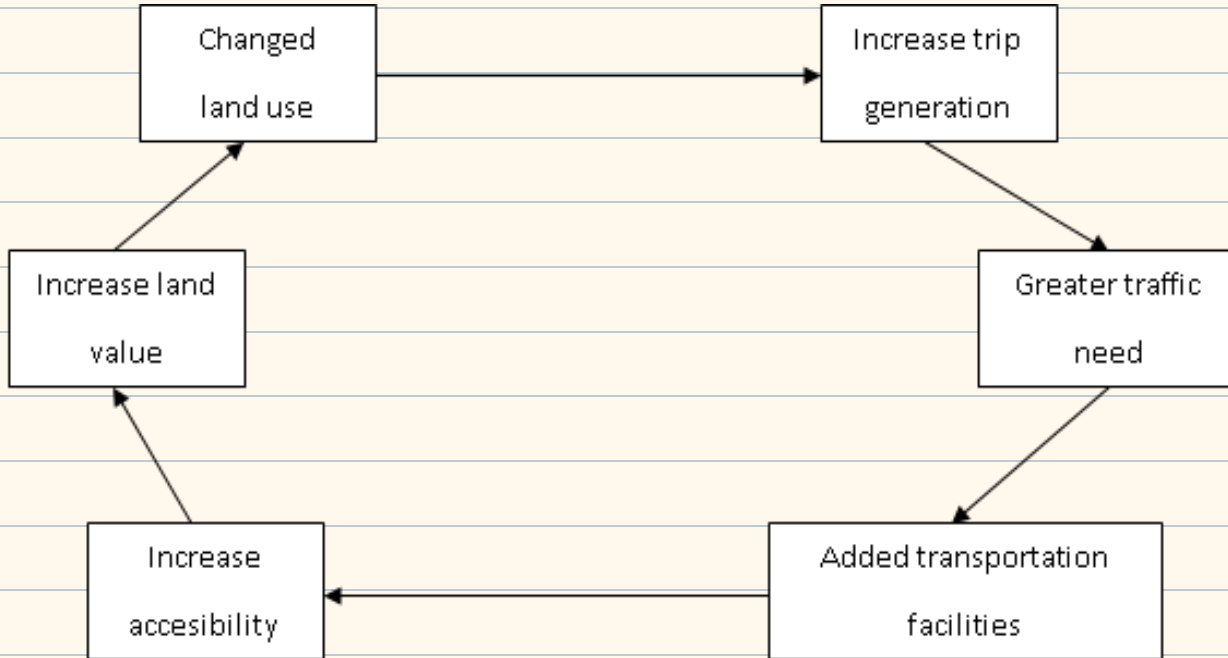 Changed
land use
Increase trip
generation
Increase land
value
Greater traffic
need
Increase
accesibility
Added transportation
facilities